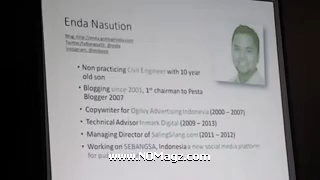 Enda Nasution
Non practicing Civil Engineer with 10 year
old son
Blogging since 2001, 1st chairman to Pesta
Blogger 2007
Copywriter for Ogilvy Advertising Indonesia (2000 – 2007)
Technical Advisor Inmark Digital (2009 – 2013)
Managing Director of SalingSilang.com (2011 – 2012)
Working on SEBANGSA, Indonesia a new social media platform
for
www.N0Magz.com